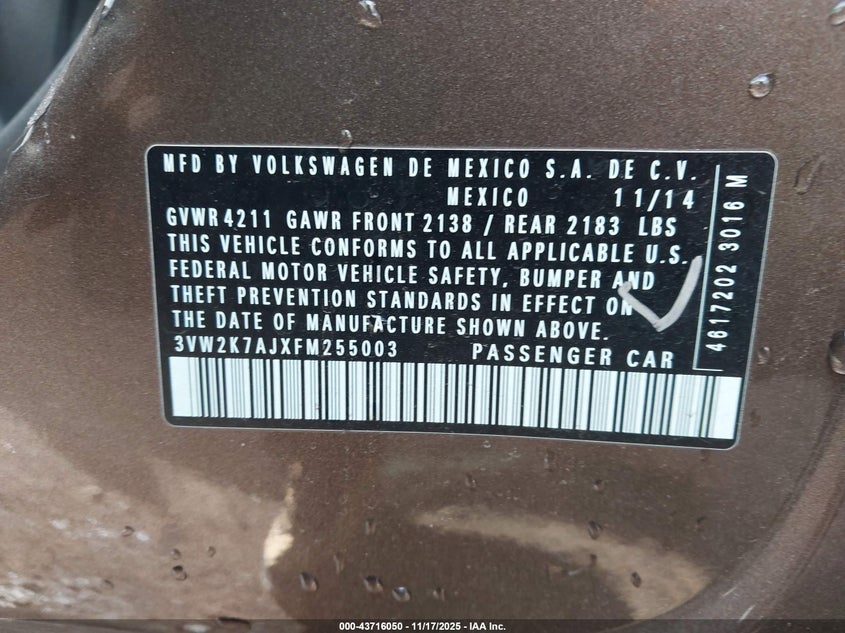 MFD BY VOLKSWAGEN DE MEXICO S.A. DE C.V.
MEXICO 11/14
GVWR 4211 GAWR FRONT 2138 / REAR 2183 LBS
THIS VEHICLE CONFORMS TO ALL APPLICABLE U.S.
FEDERAL MOTOR VEHICLE SAFETY, BUMPER AND
THEFT PREVENTION STANDARDS IN EFFECT ON
THE DATE OF MANUFACTURE SHOWN ABOVE.
3VW2K7AJXFM255003 PASSENGER CAR
4617202 3016 M
000-43716050 - 11/17/2025 - IAA Inc.